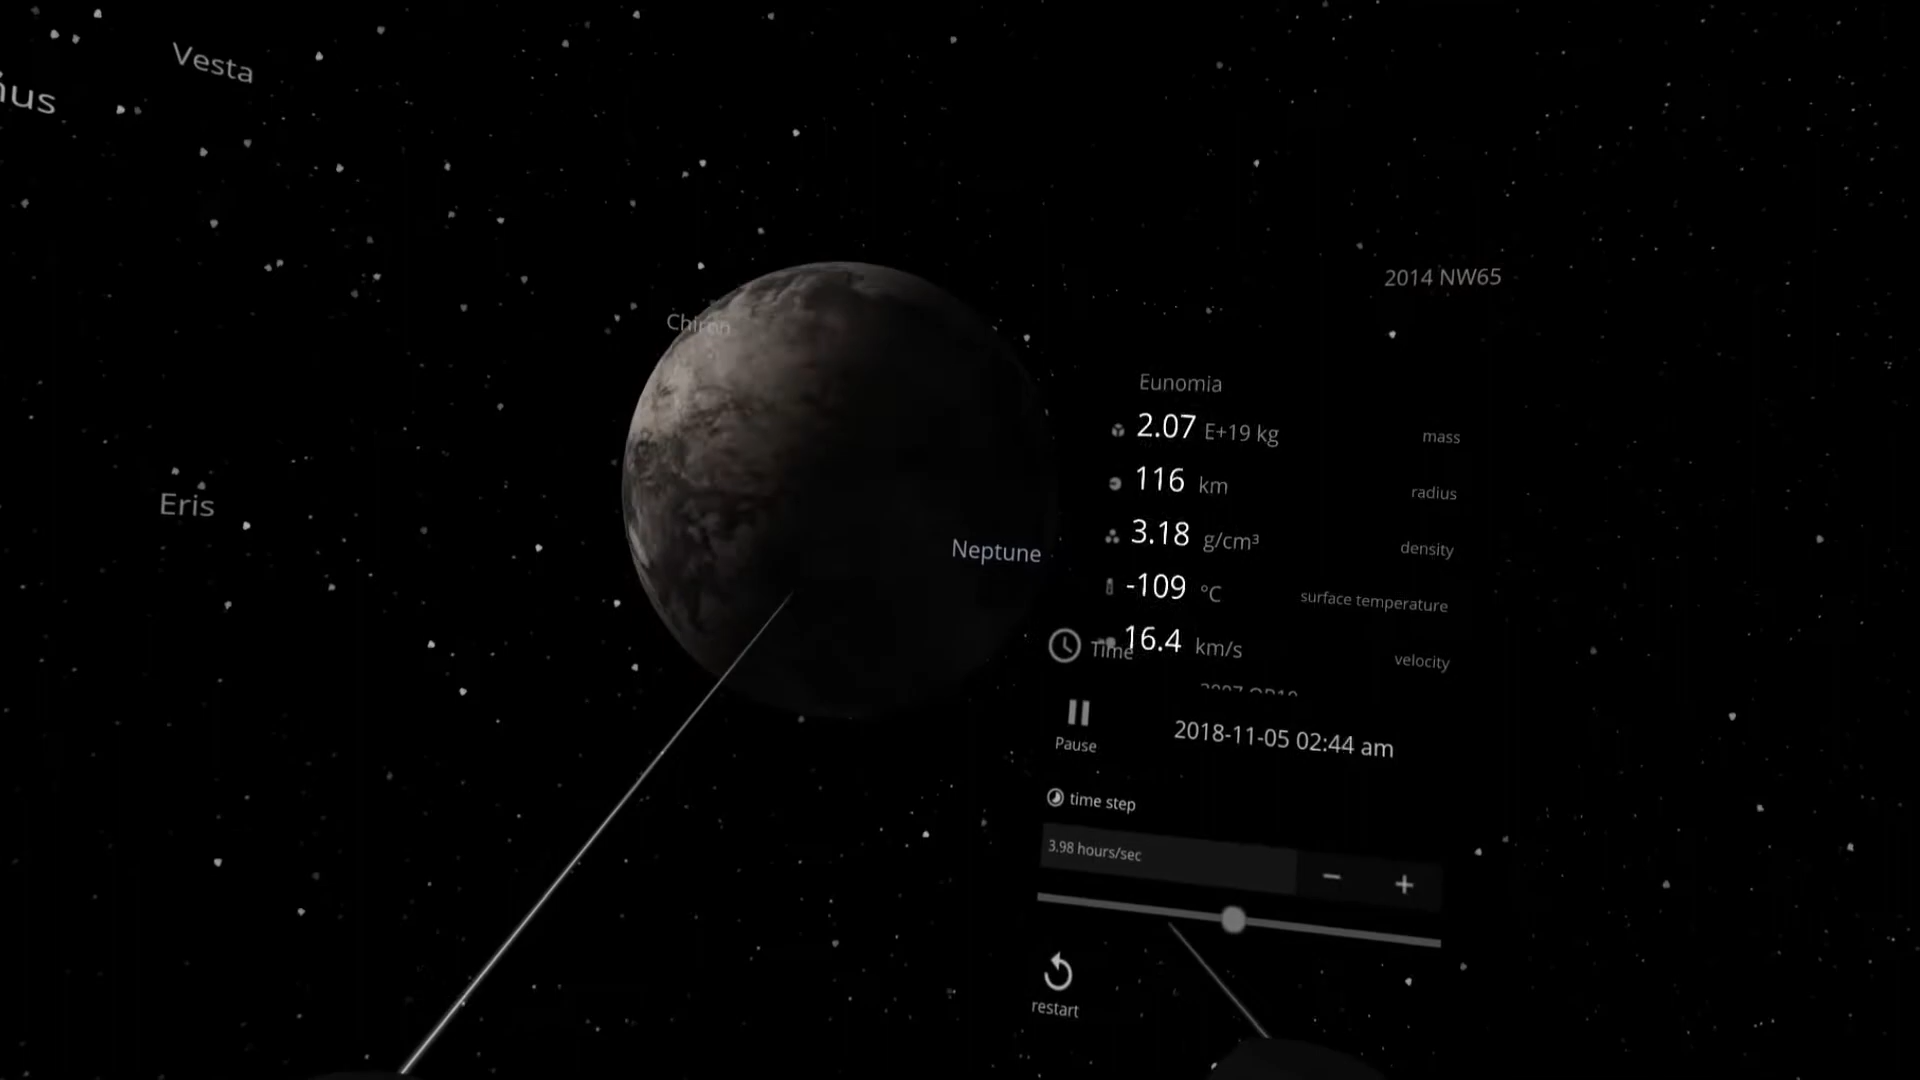 Vesta
2014 NW65
Chiron
Eunomia
2.07 E+19 kg mass
116 km radius
Eris
3.18 g/cm³ density
Neptune
-109 °C surface temperature
16.4 km/s velocity
Time
Pause
2018-11-05 02:44 am
time step
3.98 hours/sec
− +
restart